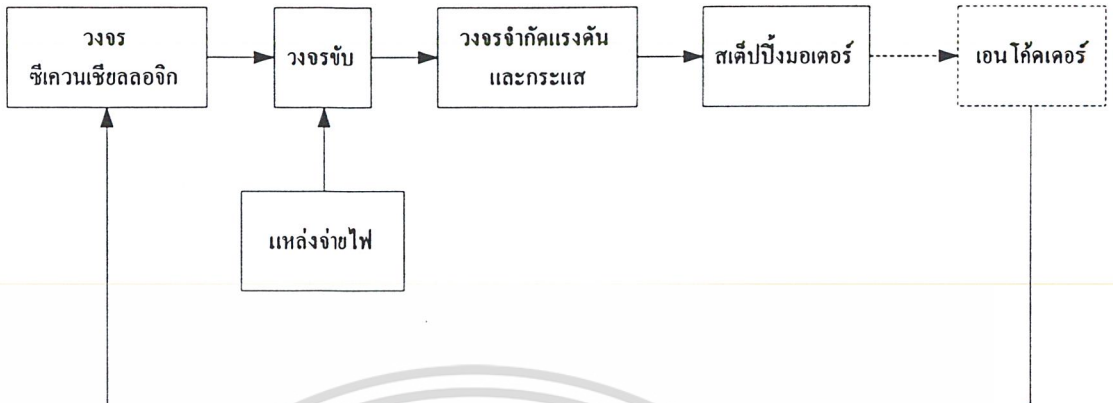 วงจร
ซีเควนเชียลลอจิก
วงจรขับ
วงจรจำกัดแรงดัน
และกระแส
สเต็ปปิ้งมอเตอร์
เอนโค้ดเดอร์
แหล่งจ่ายไฟ